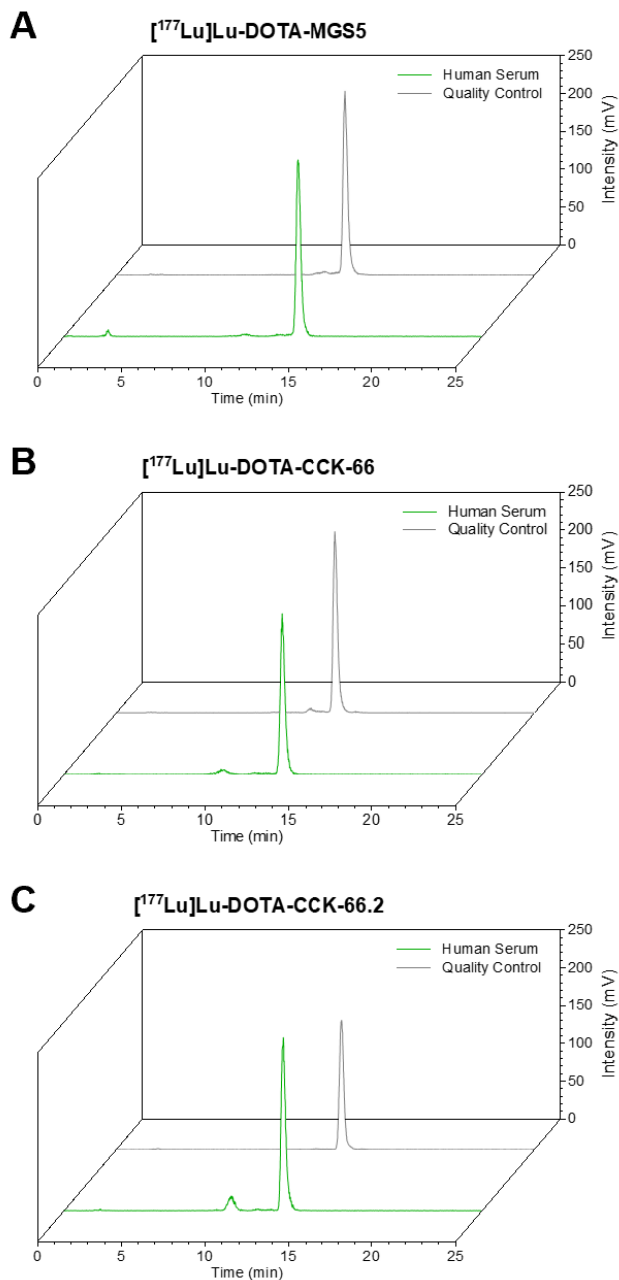 A
[¹⁷⁷Lu]Lu-DOTA-MGS5
Human Serum
Quality Control
250
200
150
100
50
0
Intensity (mV)
0 5 10 15 20 25
Time (min)
B
[¹⁷⁷Lu]Lu-DOTA-CCK-66
Human Serum
Quality Control
250
200
150
100
50
0
Intensity (mV)
0 5 10 15 20 25
Time (min)
C
[¹⁷⁷Lu]Lu-DOTA-CCK-66.2
Human Serum
Quality Control
250
200
150
100
50
0
Intensity (mV)
0 5 10 15 20 25
Time (min)